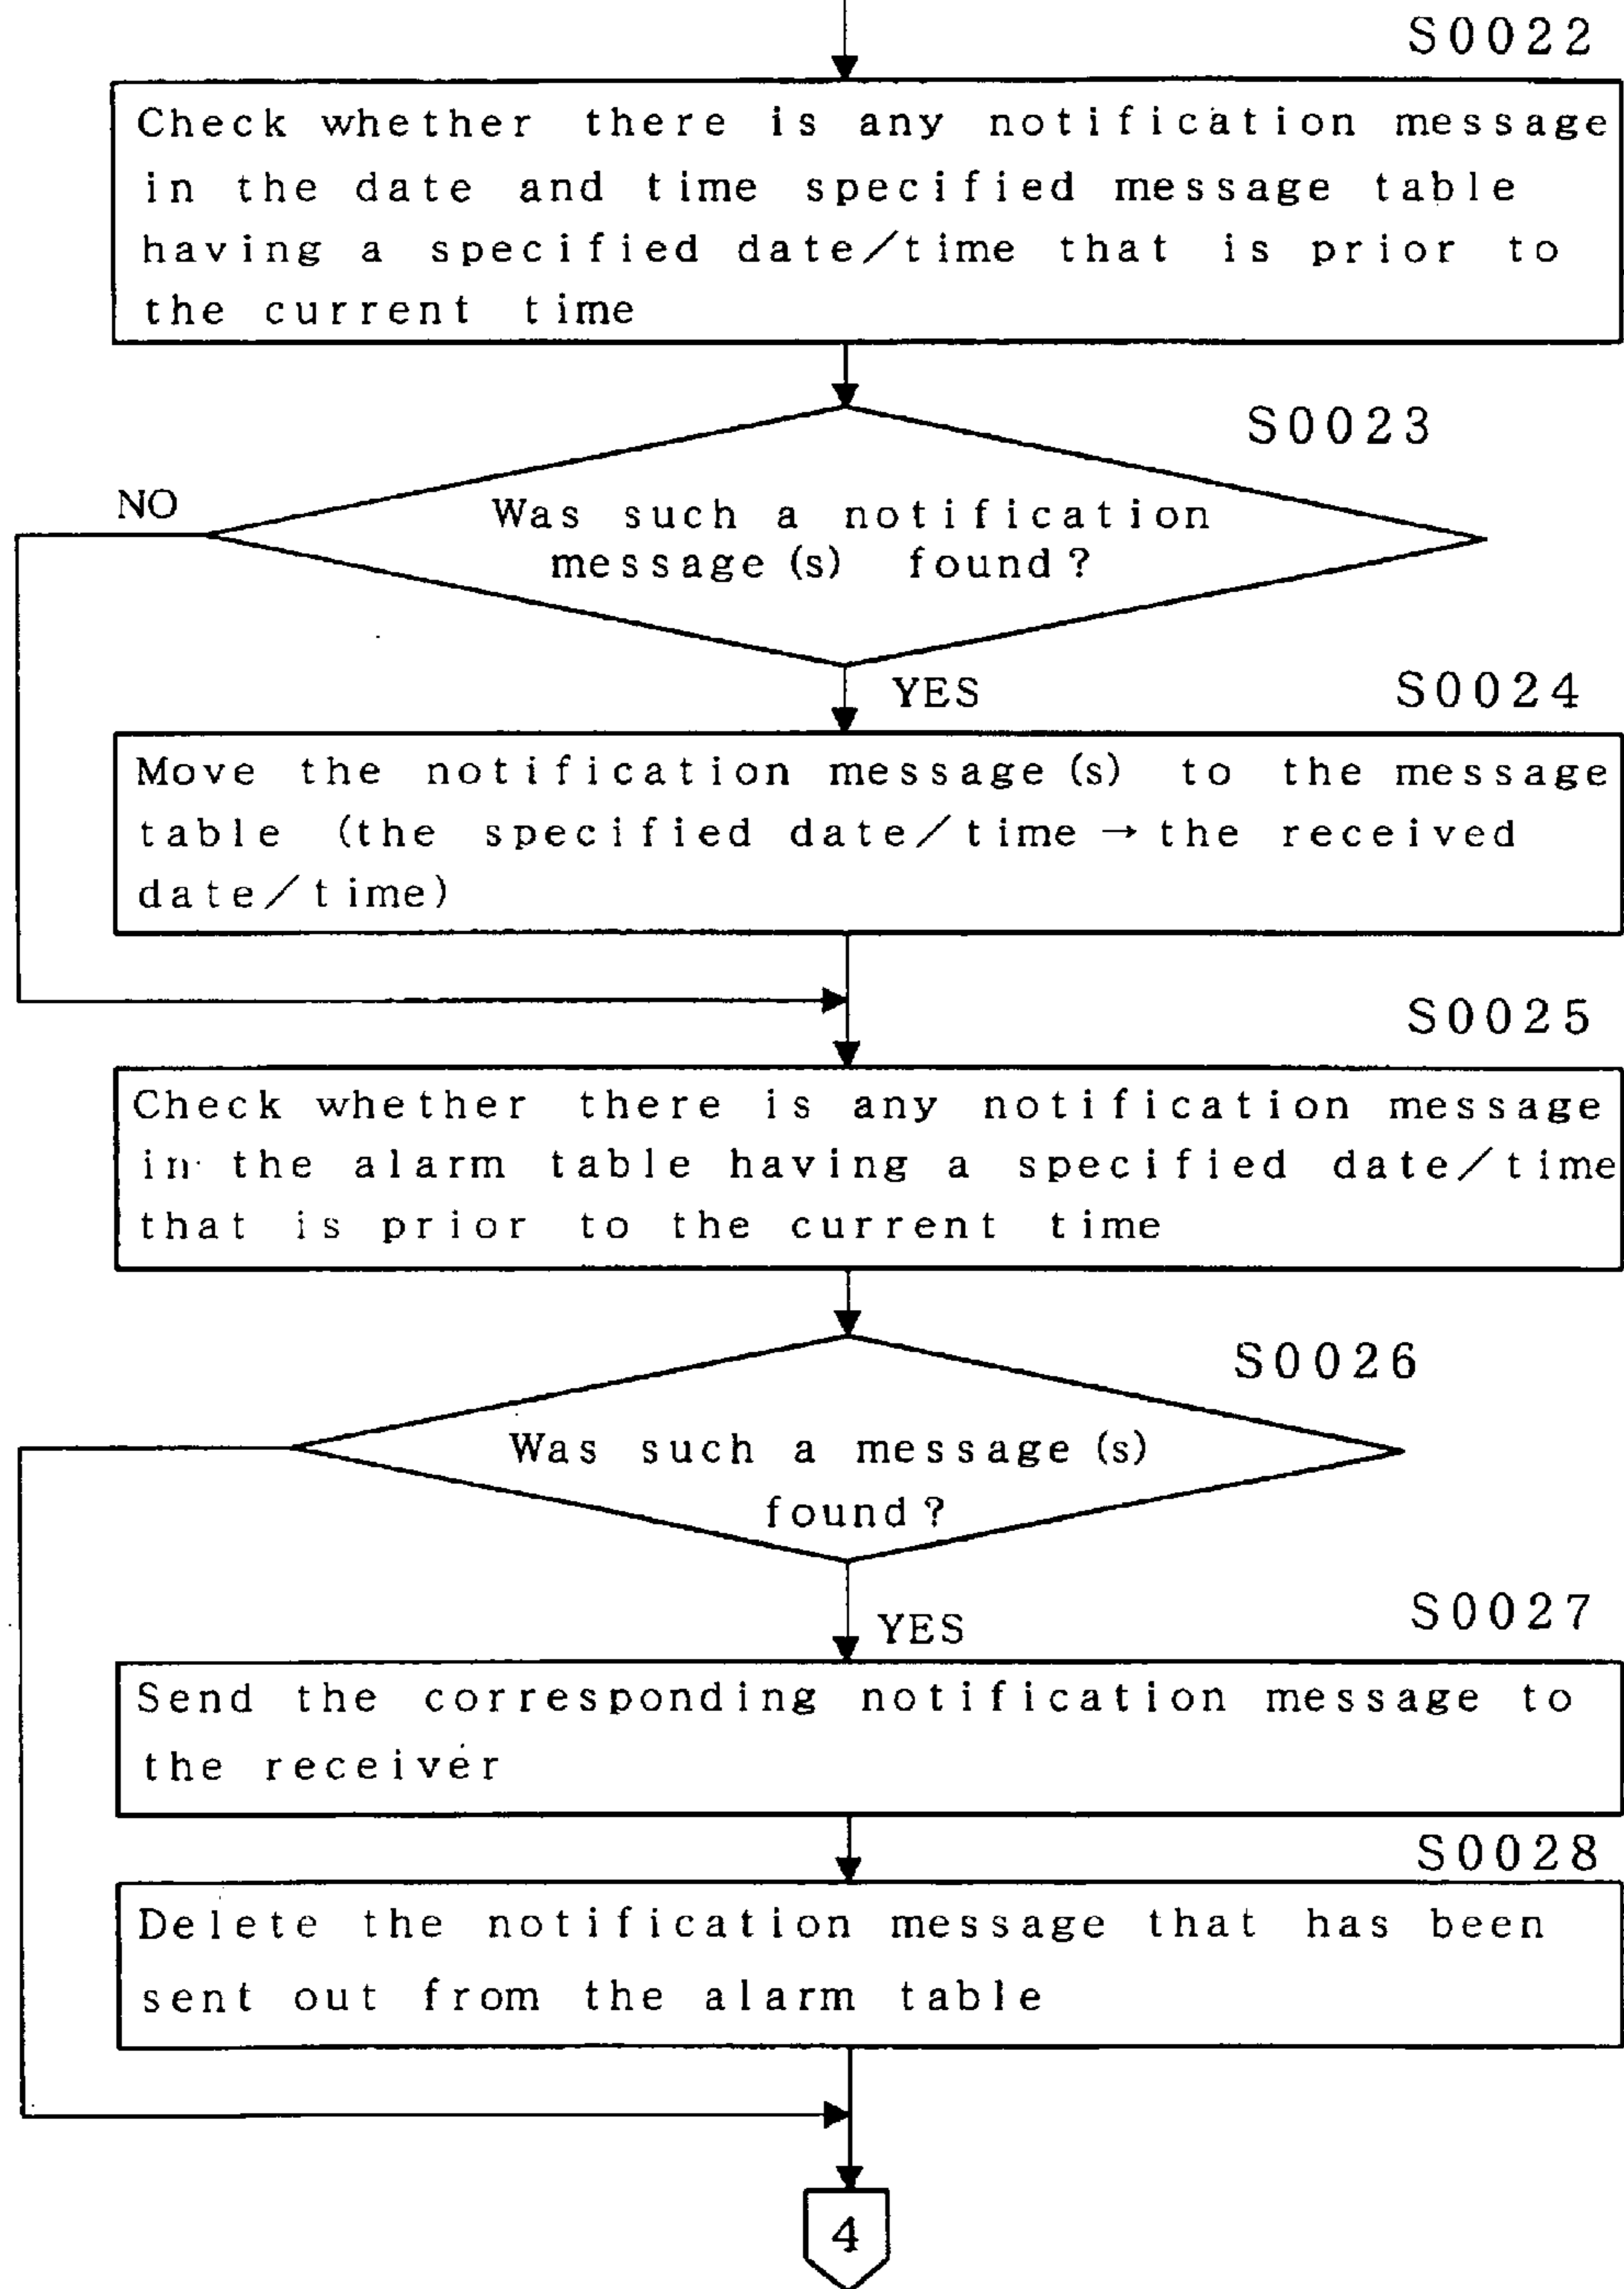 S0022
Check whether there is any notification message
in the date and time specified message table
having a specified date/time that is prior to
the current time
S0023
NO
Was such a notification
message(s) found?
YES
S0024
Move the notification message(s) to the message
table (the specified date/time → the received
date/time)
S0025
Check whether there is any notification message
in the alarm table having a specified date/time
that is prior to the current time
S0026
Was such a message(s)
found?
YES
S0027
Send the corresponding notification message to
the receiver
S0028
Delete the notification message that has been
sent out from the alarm table
4